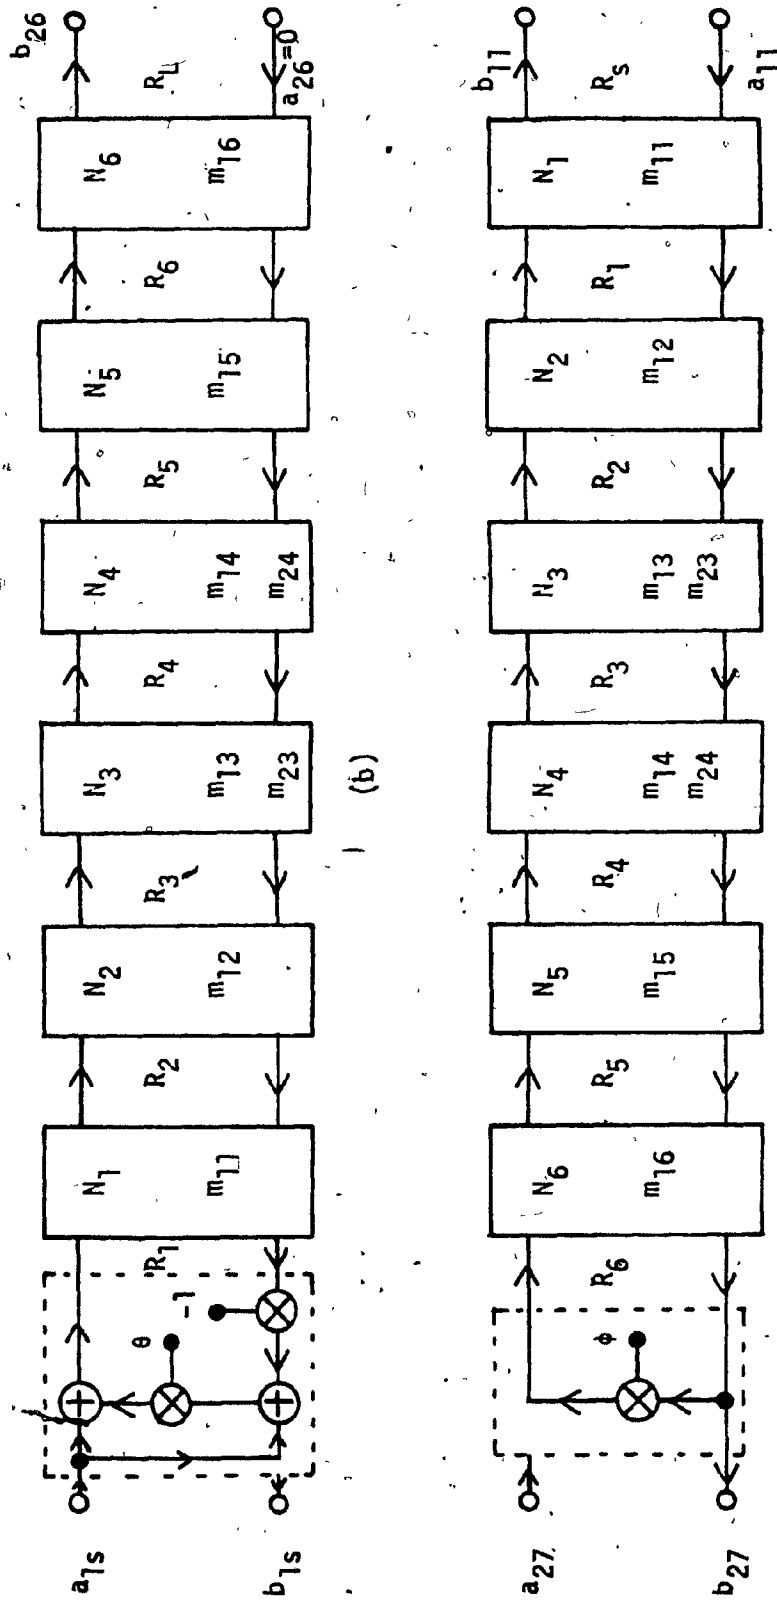 b26
a1s
N1 N2 N3 N4 N5 N6
θ R1 R2 R3 R4 R5 R6 RL
-1
m11 m12 m13 m14 m15 m16
b1s m23 m24 a26=0
(b)
b11
a27
N6 N5 N4 N3 N2 N1
φ R6 R5 R4 R3 R2 R1 Rs
m16 m15 m14 m13 m12 m11
m24 m23
b27 a11